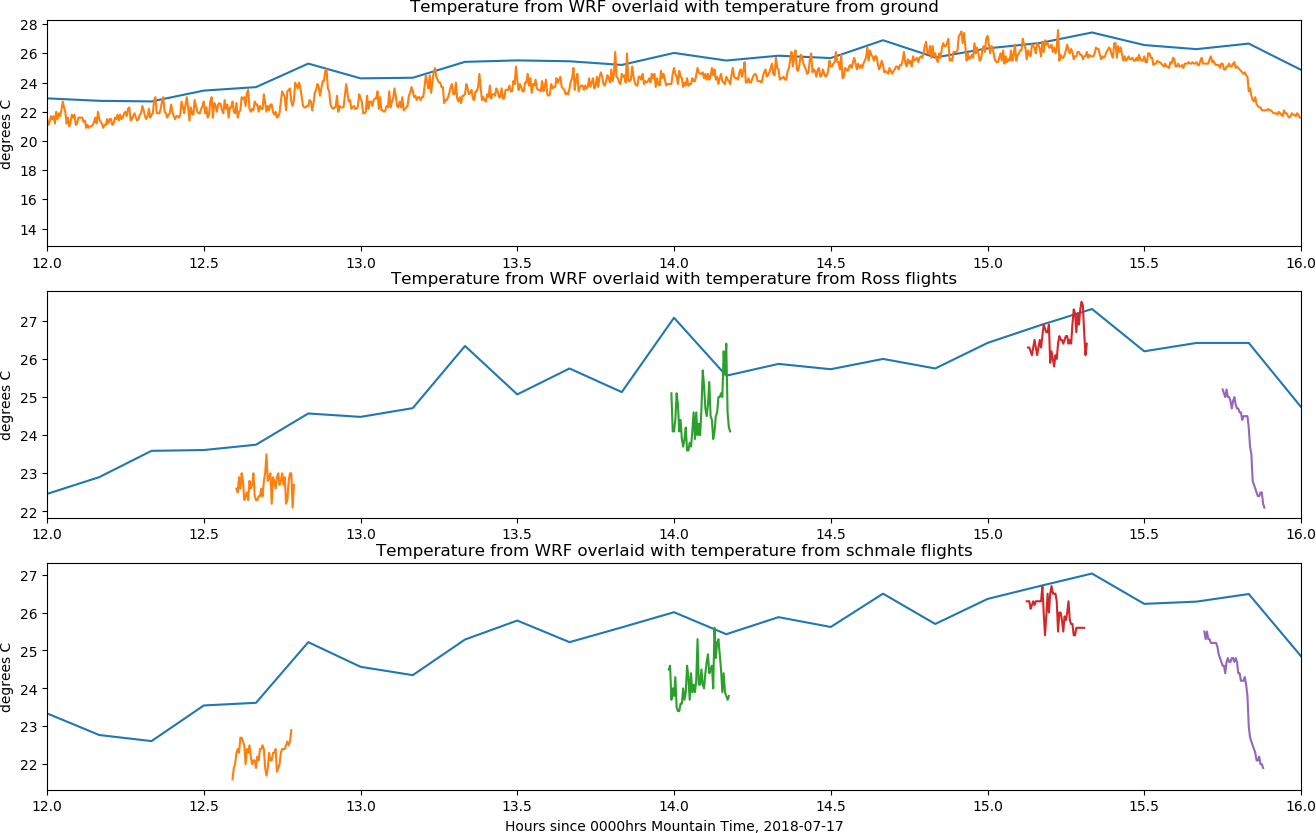 Temperature from WRF overlaid with temperature from ground
degrees C
28
26
24
22
20
18
16
14
12.0 12.5 13.0 13.5 14.0 14.5 15.0 15.5 16.0
Temperature from WRF overlaid with temperature from Ross flights
degrees C
27
26
25
24
23
22
12.0 12.5 13.0 13.5 14.0 14.5 15.0 15.5 16.0
Temperature from WRF overlaid with temperature from schmale flights
degrees C
27
26
25
24
23
22
12.0 12.5 13.0 13.5 14.0 14.5 15.0 15.5 16.0
Hours since 0000hrs Mountain Time, 2018-07-17